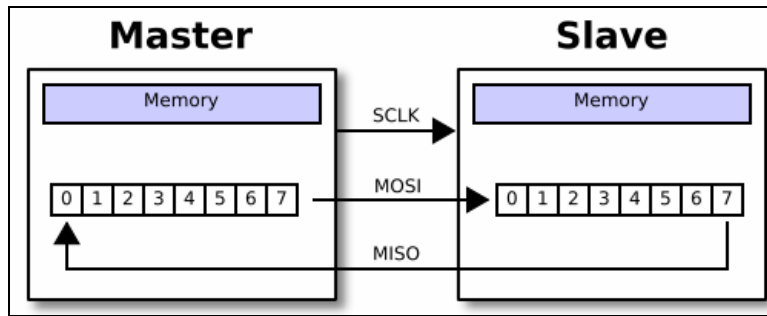 Master Slave
Memory Memory
SCLK
MOSI
0 1 2 3 4 5 6 7 0 1 2 3 4 5 6 7
MISO